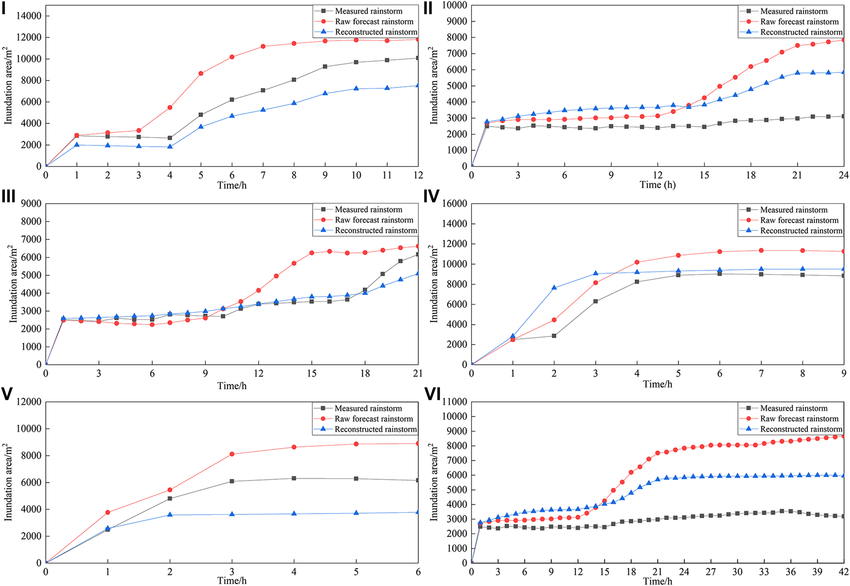 I
Inundation area/m²
14000
12000
10000
8000
6000
4000
2000
0
Measured rainstorm
Raw forecast rainstorm
Reconstructed rainstorm
0 1 2 3 4 5 6 7 8 9 10 11 12
Time/h
II
Inundation area/m²
10000
9000
8000
7000
6000
5000
4000
3000
2000
1000
0
Measured rainstorm
Raw forecast rainstorm
Reconstructed rainstorm
0 3 6 9 12 15 18 21 24
Time (h)
III
Inundation area/m²
9000
8000
7000
6000
5000
4000
3000
2000
1000
0
Measured rainstorm
Raw forecast rainstorm
Reconstructed rainstorm
0 3 6 9 12 15 18 21
Time/h
IV
Inundation area/m²
16000
14000
12000
10000
8000
6000
4000
2000
0
Measured rainstorm
Raw forecast rainstorm
Reconstructed rainstorm
0 1 2 3 4 5 6 7 8 9
Time/h
V
Inundation area/m²
12000
10000
8000
6000
4000
2000
0
Measured rainstorm
Raw forecast rainstorm
Reconstructed rainstorm
0 1 2 3 4 5 6
Time/h
VI
Inundation area/m²
11000
10000
9000
8000
7000
6000
5000
4000
3000
2000
1000
0
Measured rainstorm
Raw forecast rainstorm
Reconstructed rainstorm
0 3 6 9 12 15 18 21 24 27 30 33 36 39 42
Time/h